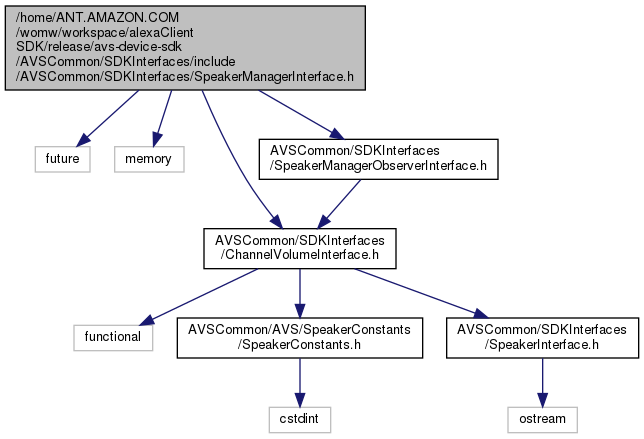 /home/ANT.AMAZON.COM
/womw/workspace/alexaClient
SDK/release/avs-device-sdk
/AVSCommon/SDKInterfaces/include
/AVSCommon/SDKInterfaces/SpeakerManagerInterface.h
future
memory
AVSCommon/SDKInterfaces
/SpeakerManagerObserverInterface.h
AVSCommon/SDKInterfaces
/ChannelVolumeInterface.h
functional
AVSCommon/AVS/SpeakerConstants
/SpeakerConstants.h
AVSCommon/SDKInterfaces
/SpeakerInterface.h
cstdint
ostream